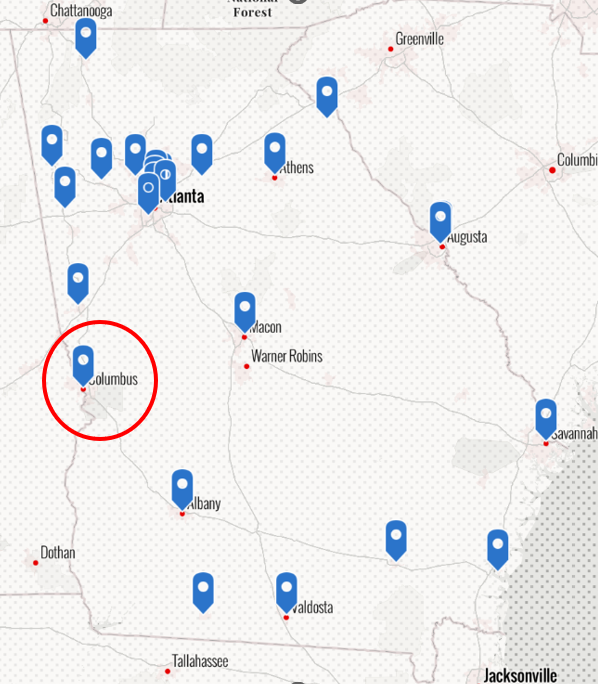 Chattanooga
National
Forest
Greenville
Columbi
Athens
Atlanta
Augusta
Macon
Warner Robins
Columbus
Savannah
Albany
Dothan
Valdosta
Tallahassee
Jacksonville